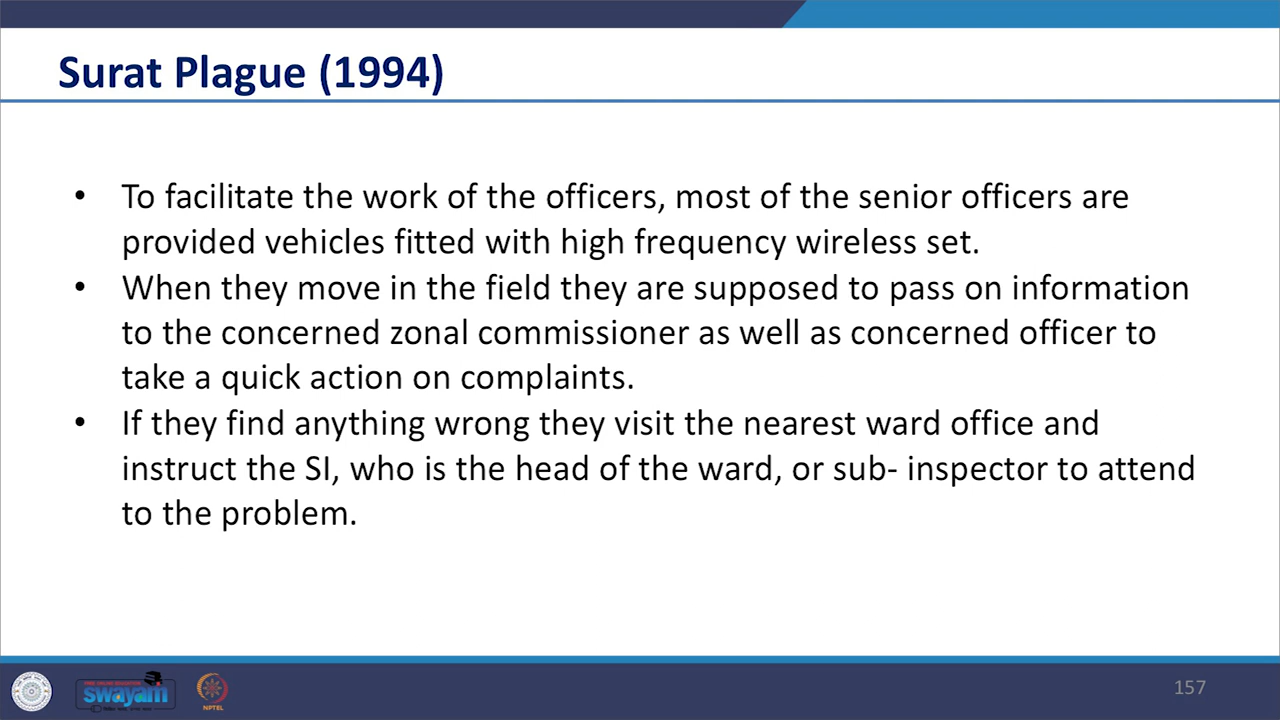 Surat Plague (1994)
• To facilitate the work of the officers, most of the senior officers are
provided vehicles fitted with high frequency wireless set.
• When they move in the field they are supposed to pass on information
to the concerned zonal commissioner as well as concerned officer to
take a quick action on complaints.
• If they find anything wrong they visit the nearest ward office and
instruct the SI, who is the head of the ward, or sub- inspector to attend
to the problem.
swayam
NPTEL
157